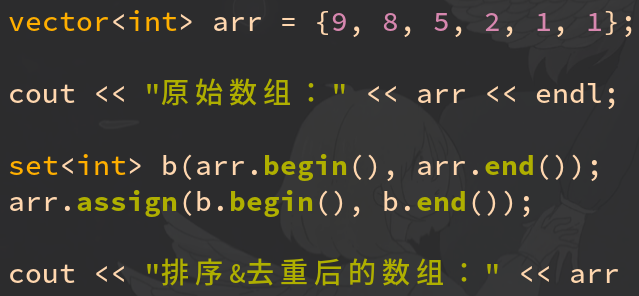 vector<int> arr = {9, 8, 5, 2, 1, 1};
cout << "原始数组：" << arr << endl;
set<int> b(arr.begin(), arr.end());
arr.assign(b.begin(), b.end());
cout << "排序&去重后的数组：" << arr